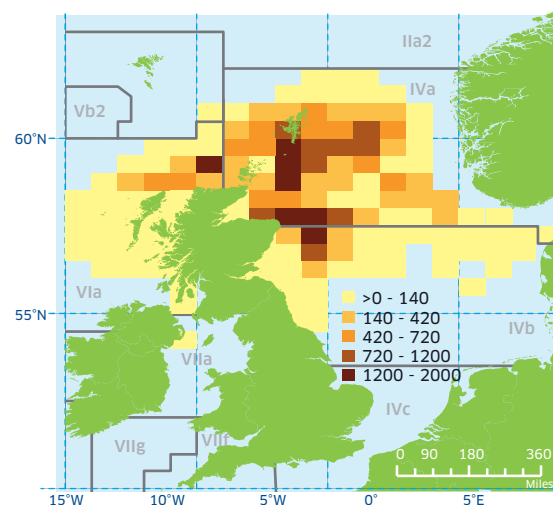 IIa2
IVa
Vb2
60°N
VIa
>0 - 140
140 - 420
420 - 720
720 - 1200
1200 - 2000
55°N
IVb
VIIa
IVc
VIIg
VIIf
0 90 180 360
Miles
15°W 10°W 5°W 0° 5°E